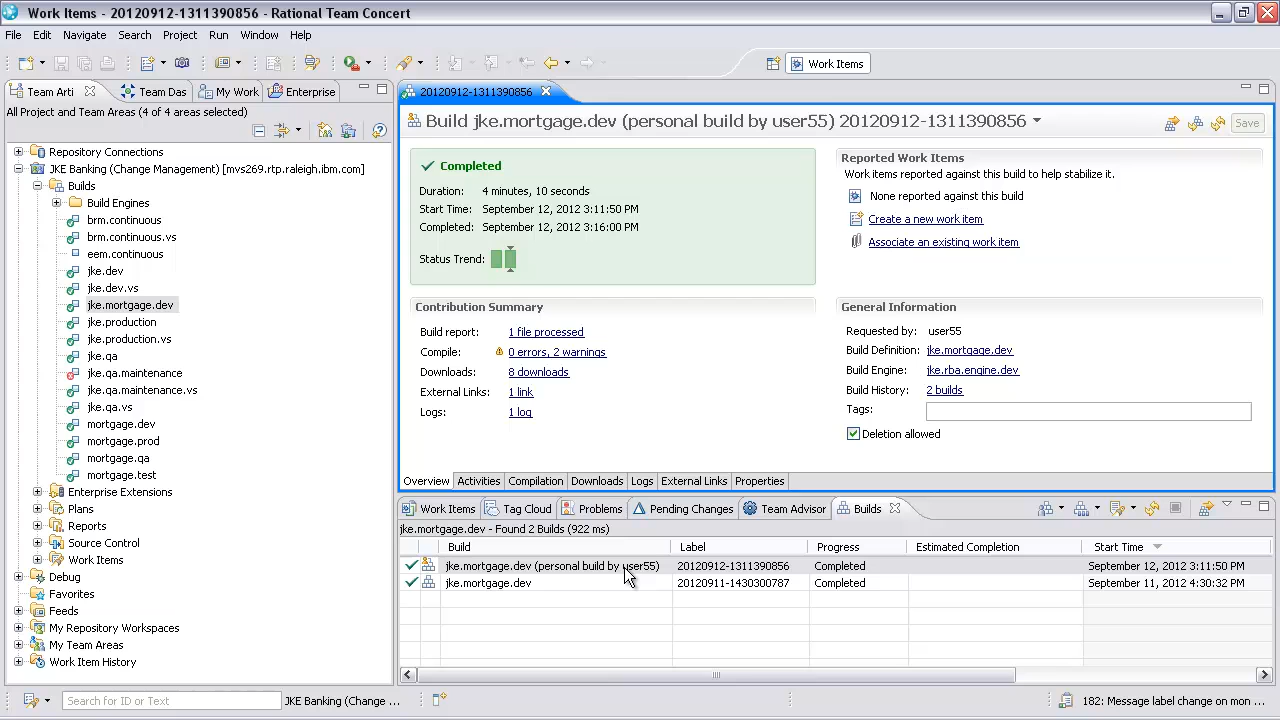 Work Items - 20120912-1311390856 - Rational Team Concert
File Edit Navigate Search Project Run Window Help
Work Items
Team Arti Team Das My Work Enterprise
All Project and Team Areas (4 of 4 areas selected)
Repository Connections
JKE Banking (Change Management) [mvs269.rtp.raleigh.ibm.com]
Builds
Build Engines
brm.continuous
brm.continuous.vs
eem.continuous
jke.dev
jke.dev.vs
jke.mortgage.dev
jke.production
jke.production.vs
jke.qa
jke.qa.maintenance
jke.qa.maintenance.vs
jke.qa.vs
mortgage.dev
mortgage.prod
mortgage.qa
mortgage.test
Enterprise Extensions
Plans
Reports
Source Control
Work Items
Debug
Favorites
Feeds
My Repository Workspaces
My Team Areas
Work Item History
20120912-1311390856
Build jke.mortgage.dev (personal build by user55) 20120912-1311390856
Save
Completed
Duration: 4 minutes, 10 seconds
Start Time: September 12, 2012 3:11:50 PM
Completed: September 12, 2012 3:16:00 PM
Status Trend:
Reported Work Items
Work items reported against this build to help stabilize it.
None reported against this build
Create a new work item
Associate an existing work item
Contribution Summary
Build report: 1 file processed
Compile: 0 errors, 2 warnings
Downloads: 8 downloads
External Links: 1 link
Logs: 1 log
General Information
Requested by: user55
Build Definition: jke.mortgage.dev
Build Engine: jke.rba.engine.dev
Build History: 2 builds
Tags:
Deletion allowed
Overview Activities Compilation Downloads Logs External Links Properties
Work Items Tag Cloud Problems Pending Changes Team Advisor Builds
jke.mortgage.dev - Found 2 Builds (922 ms)
Build Label Progress Estimated Completion Start Time
jke.mortgage.dev (personal build by user55) 20120912-1311390856 Completed September 12, 2012 3:11:50 PM
jke.mortgage.dev 20120911-1430300787 Completed September 11, 2012 4:30:32 PM
Search for ID or Text JKE Banking (Change ... 182: Message label change on mon ...